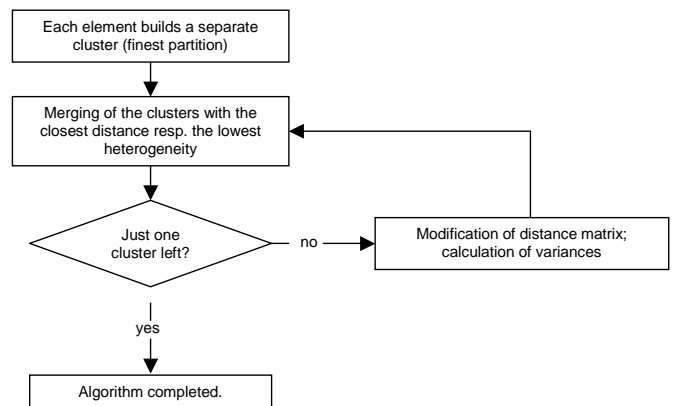 Each element builds a separate
cluster (finest partition)
Merging of the clusters with the
closest distance resp. the lowest
heterogeneity
Just one
cluster left?
no
Modification of distance matrix;
calculation of variances
yes
Algorithm completed.